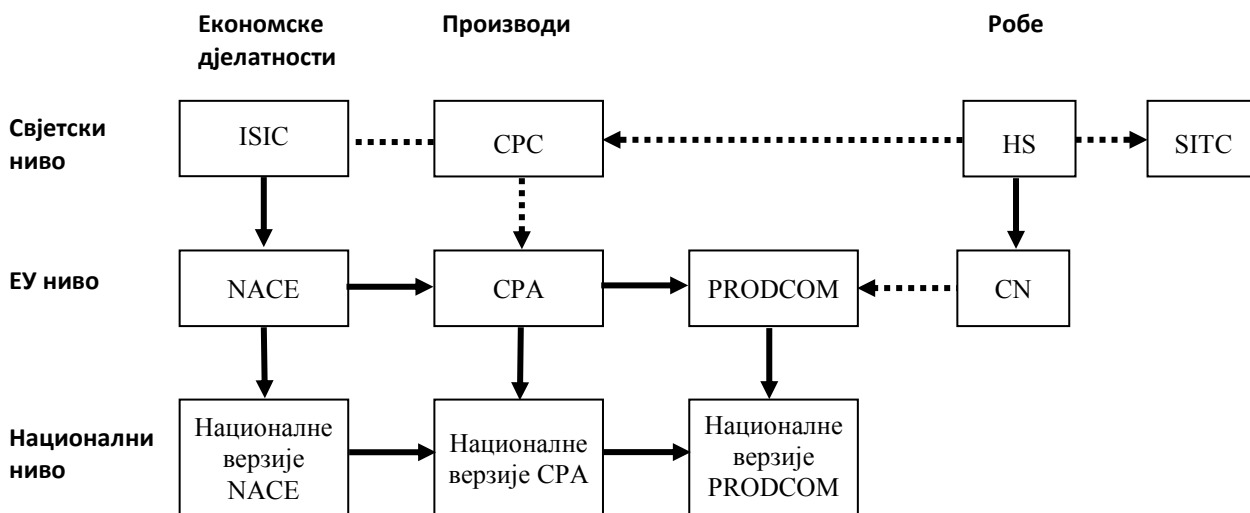 Економске
дјелатности
Производи
Робе
Свјетски
ниво
ISIC
CPC
HS
SITC
ЕУ ниво
NACE
CPA
PRODCOM
CN
Национални
ниво
Националне
верзије
NACE
Националне
верзије CPA
Националне
верзије
PRODCOM